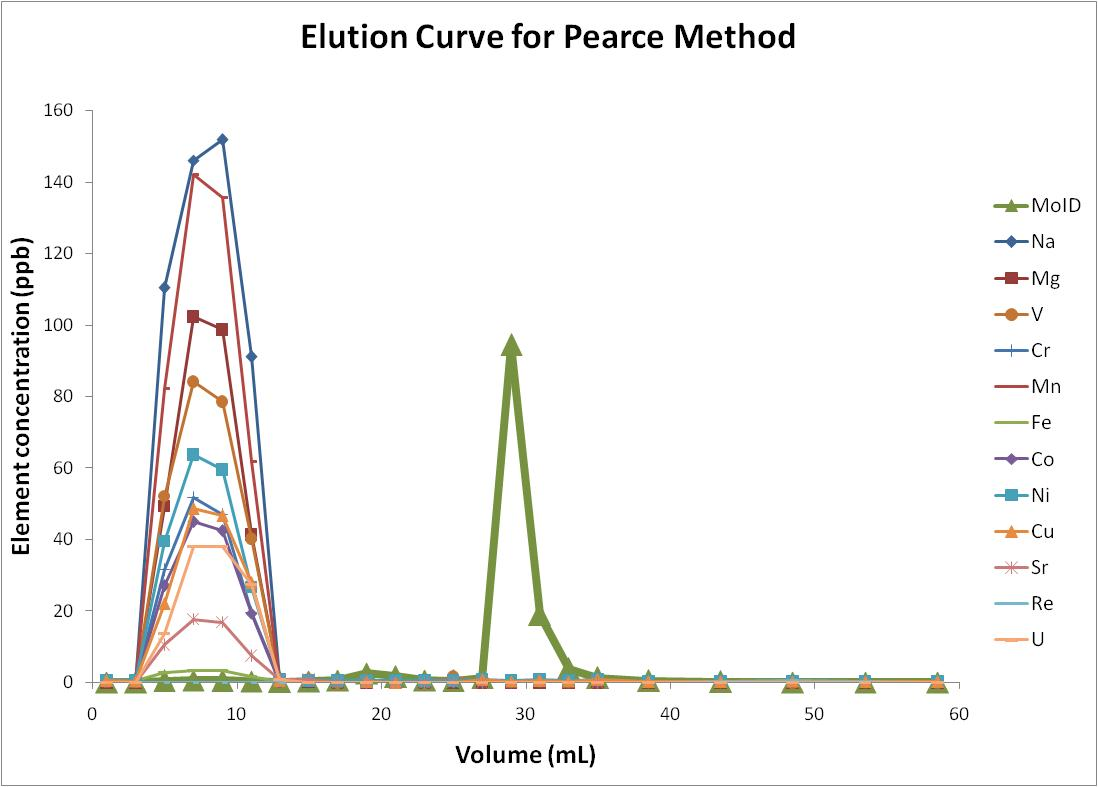 Elution Curve for Pearce Method
Element concentration (ppb)
160
140
120
100
80
60
40
20
0
0
10
20
30
40
50
60
Volume (mL)
MoID
Na
Mg
V
Cr
Mn
Fe
Co
Ni
Cu
Sr
Re
U